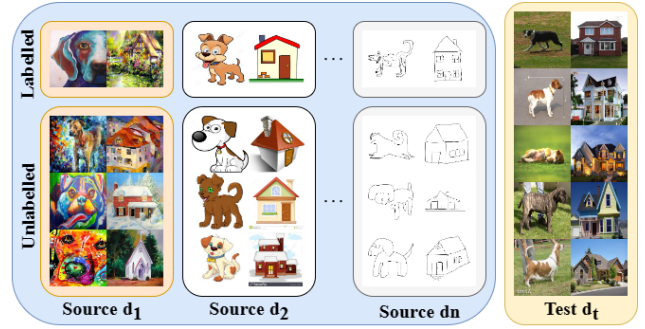 Labelled
Unlabelled
...
...
Source d1
Source d2
Source dn
Test dt